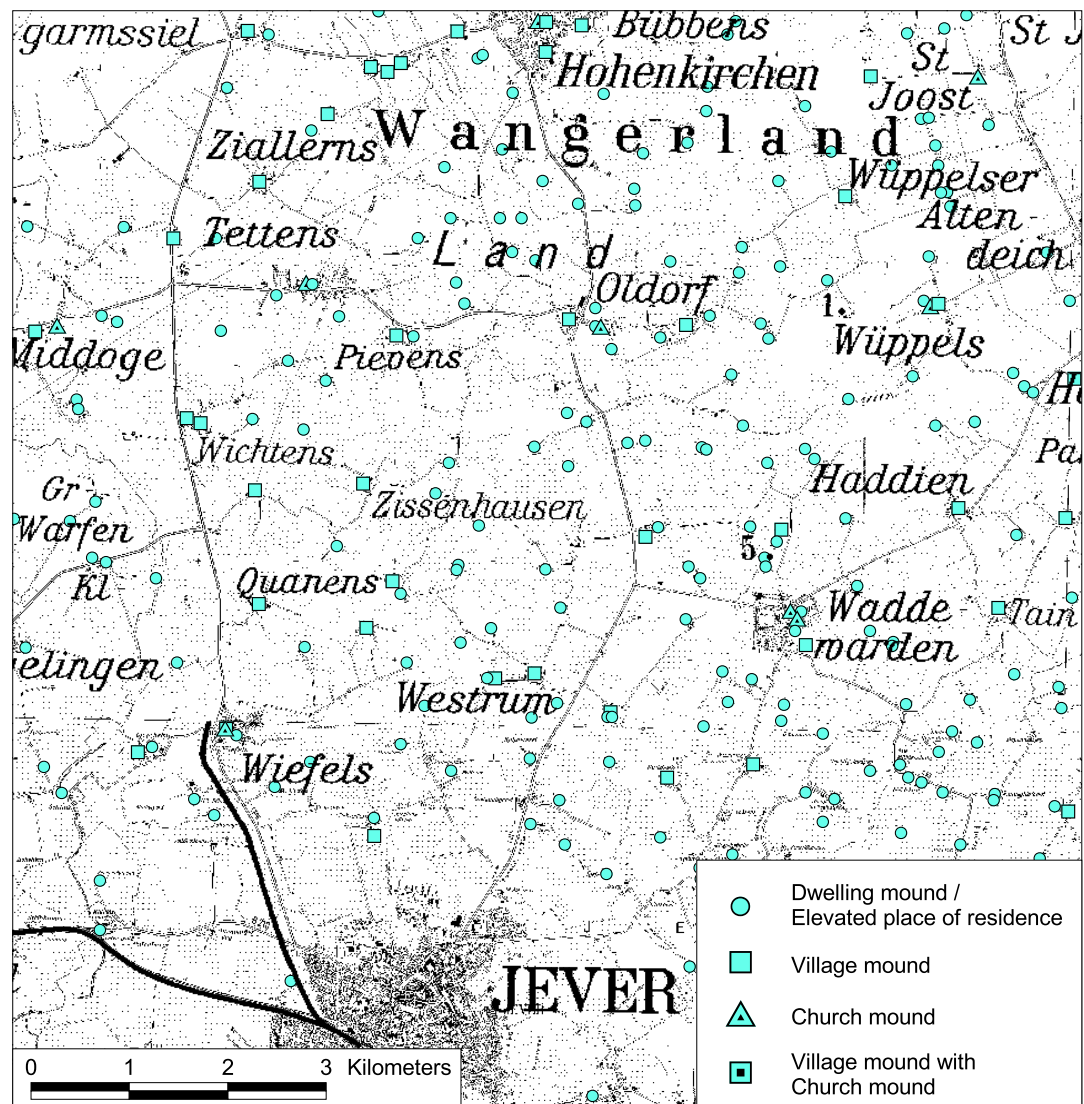 garmssiel
Bübbens
St J
Hohenkirchen
St
Joost
Wangerland
Ziallerns
Wüppelser
Alten
deich
Tettens
Land
Oldorf
1.
Middoge
Pievens
Wüppels
Wichtens
Pa
Haddien
Gr
Zissenhausen
Warfen
5.
Kl
Quanens
Wadde
Tain
warden
elingen
Westrum
Wiefels
E
JEVER
Dwelling mound /
Elevated place of residence
Village mound
Church mound
Village mound with
Church mound
0 1 2 3 Kilometers